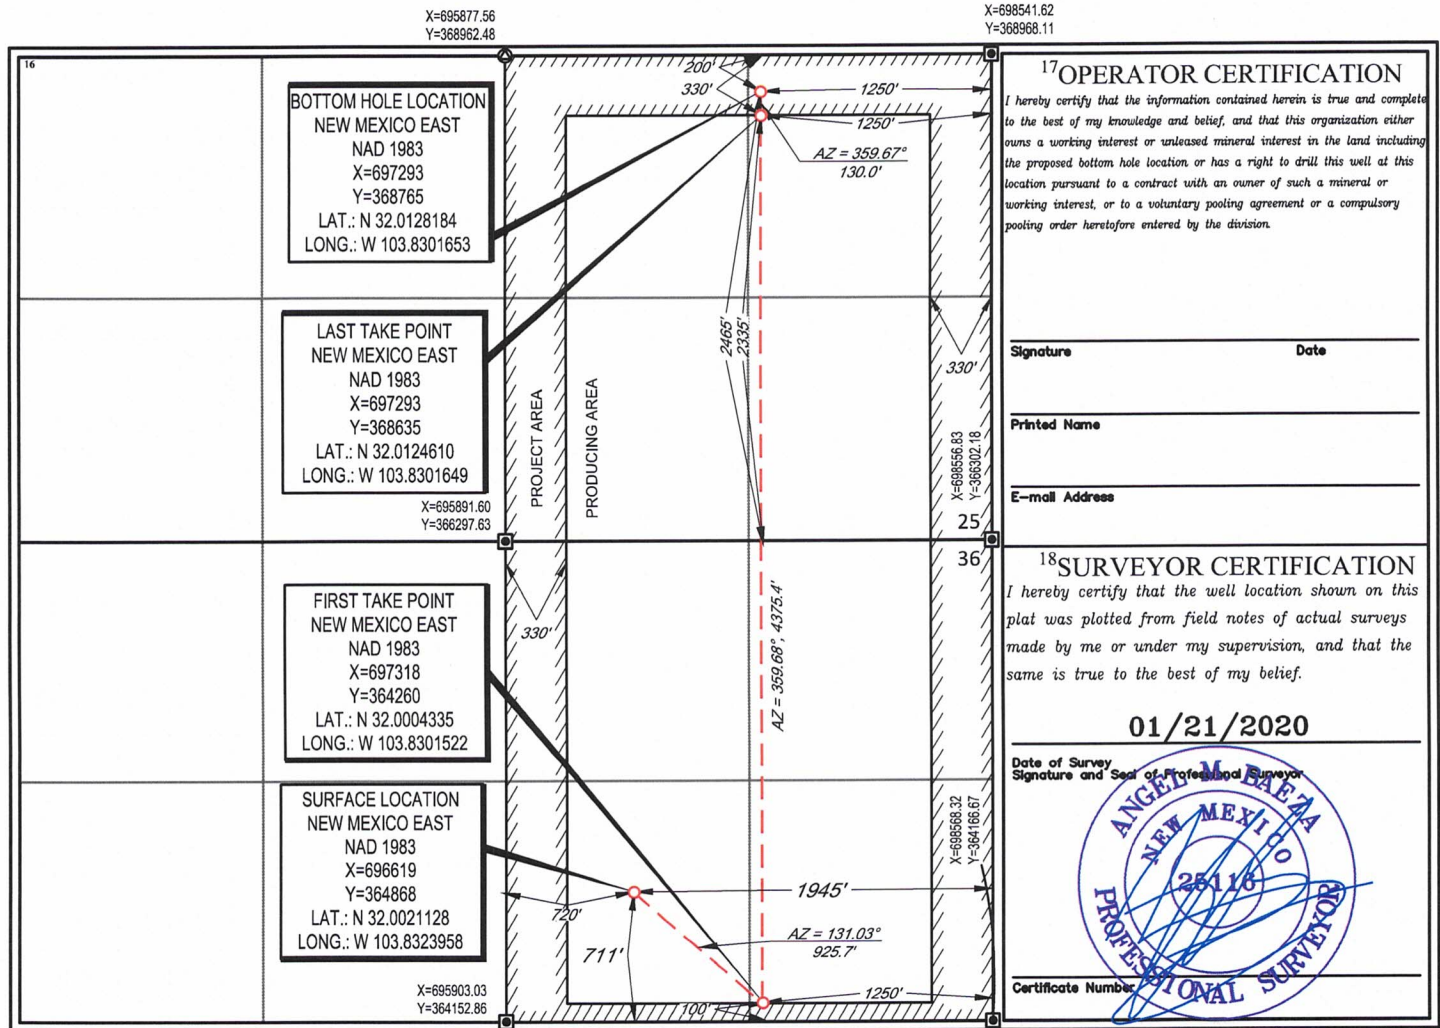 X=695877.56
Y=368962.48
X=698541.62
Y=368968.11
16
BOTTOM HOLE LOCATION
NEW MEXICO EAST
NAD 1983
X=697293
Y=368765
LAT.: N 32.0128184
LONG.: W 103.8301653
200'
330'
1250'
1250'
AZ = 359.67°
130.0'
LAST TAKE POINT
NEW MEXICO EAST
NAD 1983
X=697293
Y=368635
LAT.: N 32.0124610
LONG.: W 103.8301649
2465'
2335'
330'
PROJECT AREA
PRODUCING AREA
X=698556.83
Y=366302.18
X=695891.60
Y=366297.63
25
36
FIRST TAKE POINT
NEW MEXICO EAST
NAD 1983
X=697318
Y=364260
LAT.: N 32.0004335
LONG.: W 103.8301522
330'
AZ = 359.68°, 4375.4'
SURFACE LOCATION
NEW MEXICO EAST
NAD 1983
X=696619
Y=364868
LAT.: N 32.0021128
LONG.: W 103.8323958
X=698568.32
Y=364166.67
1945'
720'
711'
AZ = 131.03°
925.7'
1250'
100'
X=695903.03
Y=364152.86
17 OPERATOR CERTIFICATION
I hereby certify that the information contained herein is true and complete
to the best of my knowledge and belief, and that this organization either
owns a working interest or unleased mineral interest in the land including
the proposed bottom hole location or has a right to drill this well at this
location pursuant to a contract with an owner of such a mineral or
working interest, or to a voluntary pooling agreement or a compulsory
pooling order heretofore entered by the division.
Signature Date
Printed Name
E-mail Address
18 SURVEYOR CERTIFICATION
I hereby certify that the well location shown on this
plat was plotted from field notes of actual surveys
made by me or under my supervision, and that the
same is true to the best of my belief.
01/21/2020
Date of Survey
Signature and Seal of Professional Surveyor
ANGEL M. BAEZA
NEW MEXICO
25116
PROFESSIONAL SURVEYOR
Certificate Number